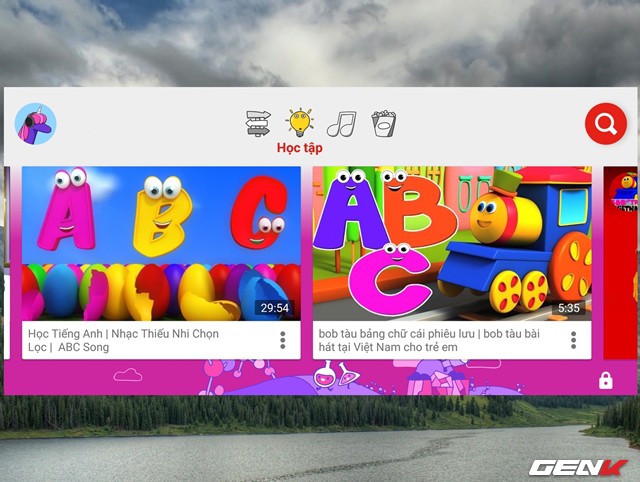 Học tập
A B C
29:54
Học Tiếng Anh | Nhạc Thiếu Nhi Chọn
Lọc | ABC Song
A B
C
5:35
bob tàu bảng chữ cái phiêu lưu | bob tàu bài
hát tại Việt Nam cho trẻ em
GENK